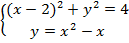 (x − 2)² + y² = 4
y = x² − x